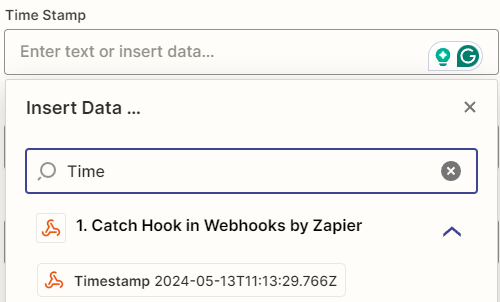 Time Stamp
Enter text or insert data...
Insert Data ...
Time
1. Catch Hook in Webhooks by Zapier
Timestamp 2024-05-13T11:13:29.766Z